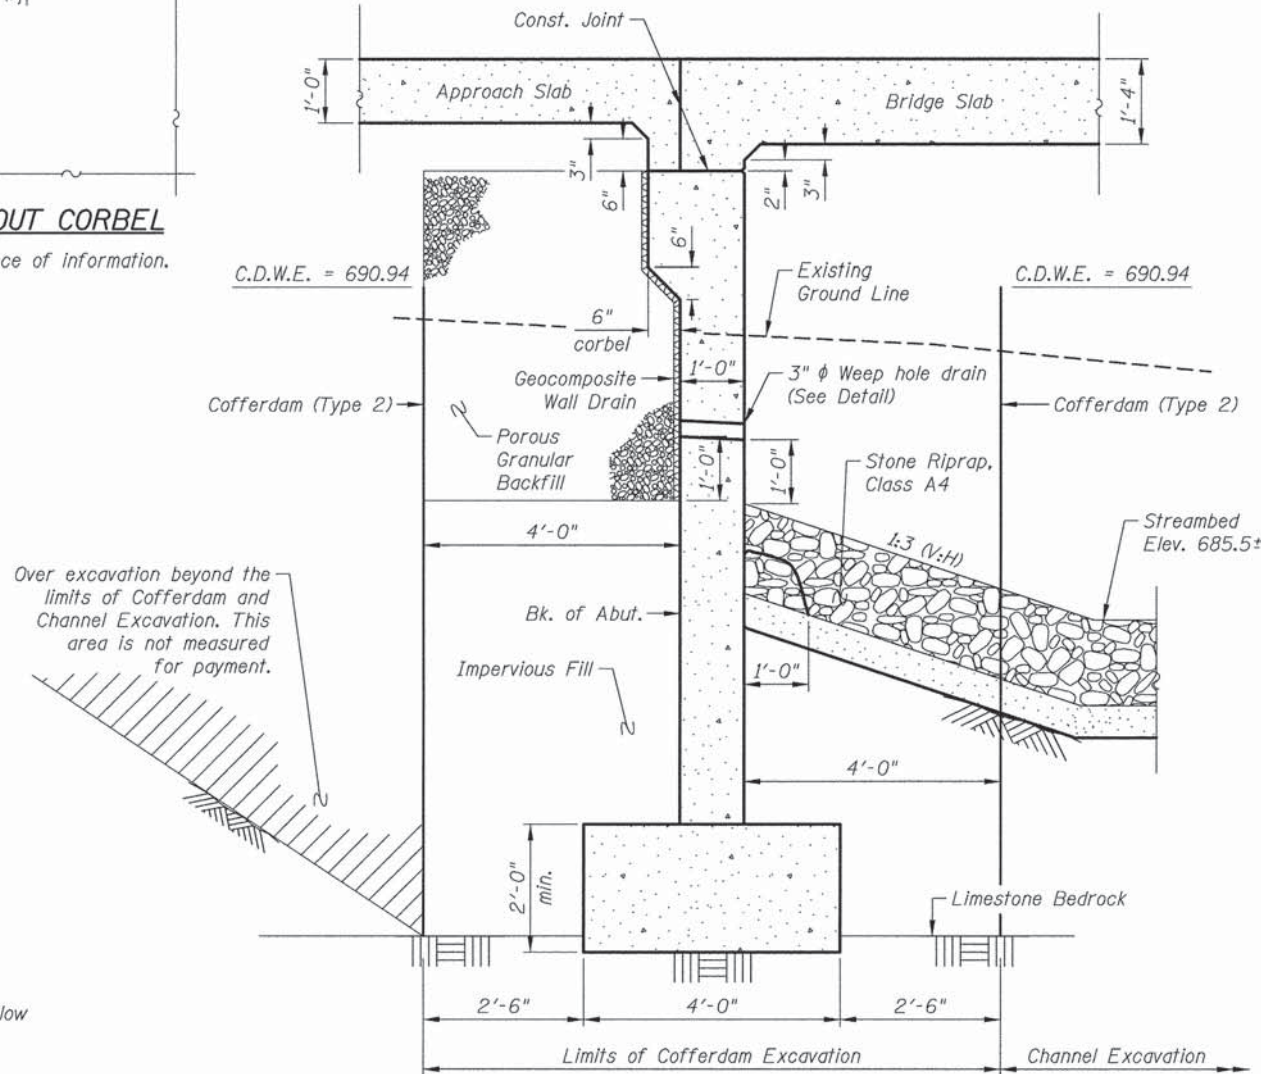 Const. Joint
1'-0"
Approach Slab
Bridge Slab
1'-4"
3"
6"
2"
3"
OUT CORBEL
ce of information.
C.D.W.E. = 690.94
6"
Existing
Ground Line
C.D.W.E. = 690.94
6"
corbel
1'-0"
Geocomposite
Wall Drain
3" ϕ Weep hole drain
(See Detail)
Cofferdam (Type 2)
Cofferdam (Type 2)
Porous
Granular
Backfill
1'-0"
1'-0"
Stone Riprap,
Class A4
4'-0"
1:3 (V:H)
Streambed
Elev. 685.5±
Over excavation beyond the
limits of Cofferdam and
Channel Excavation. This
area is not measured
for payment.
Bk. of Abut.
Impervious Fill
1'-0"
4'-0"
2'-0"
min.
Limestone Bedrock
low
2'-6"
4'-0"
2'-6"
Limits of Cofferdam Excavation
Channel Excavation